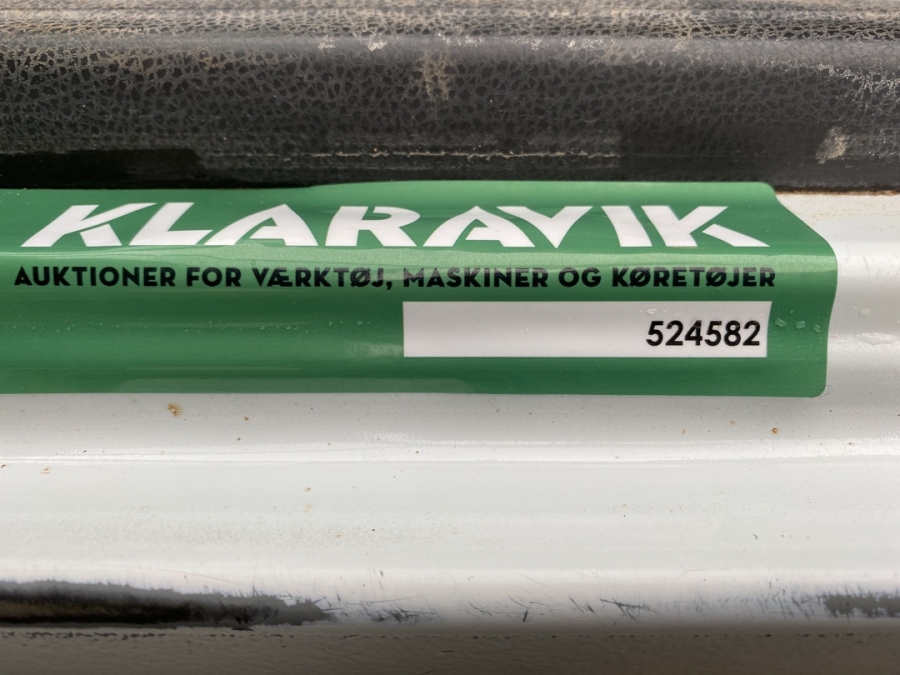 KLARAVIK
AUKTIONER FOR VÆRKTØJ, MASKINER OG KØRETØJER
524582